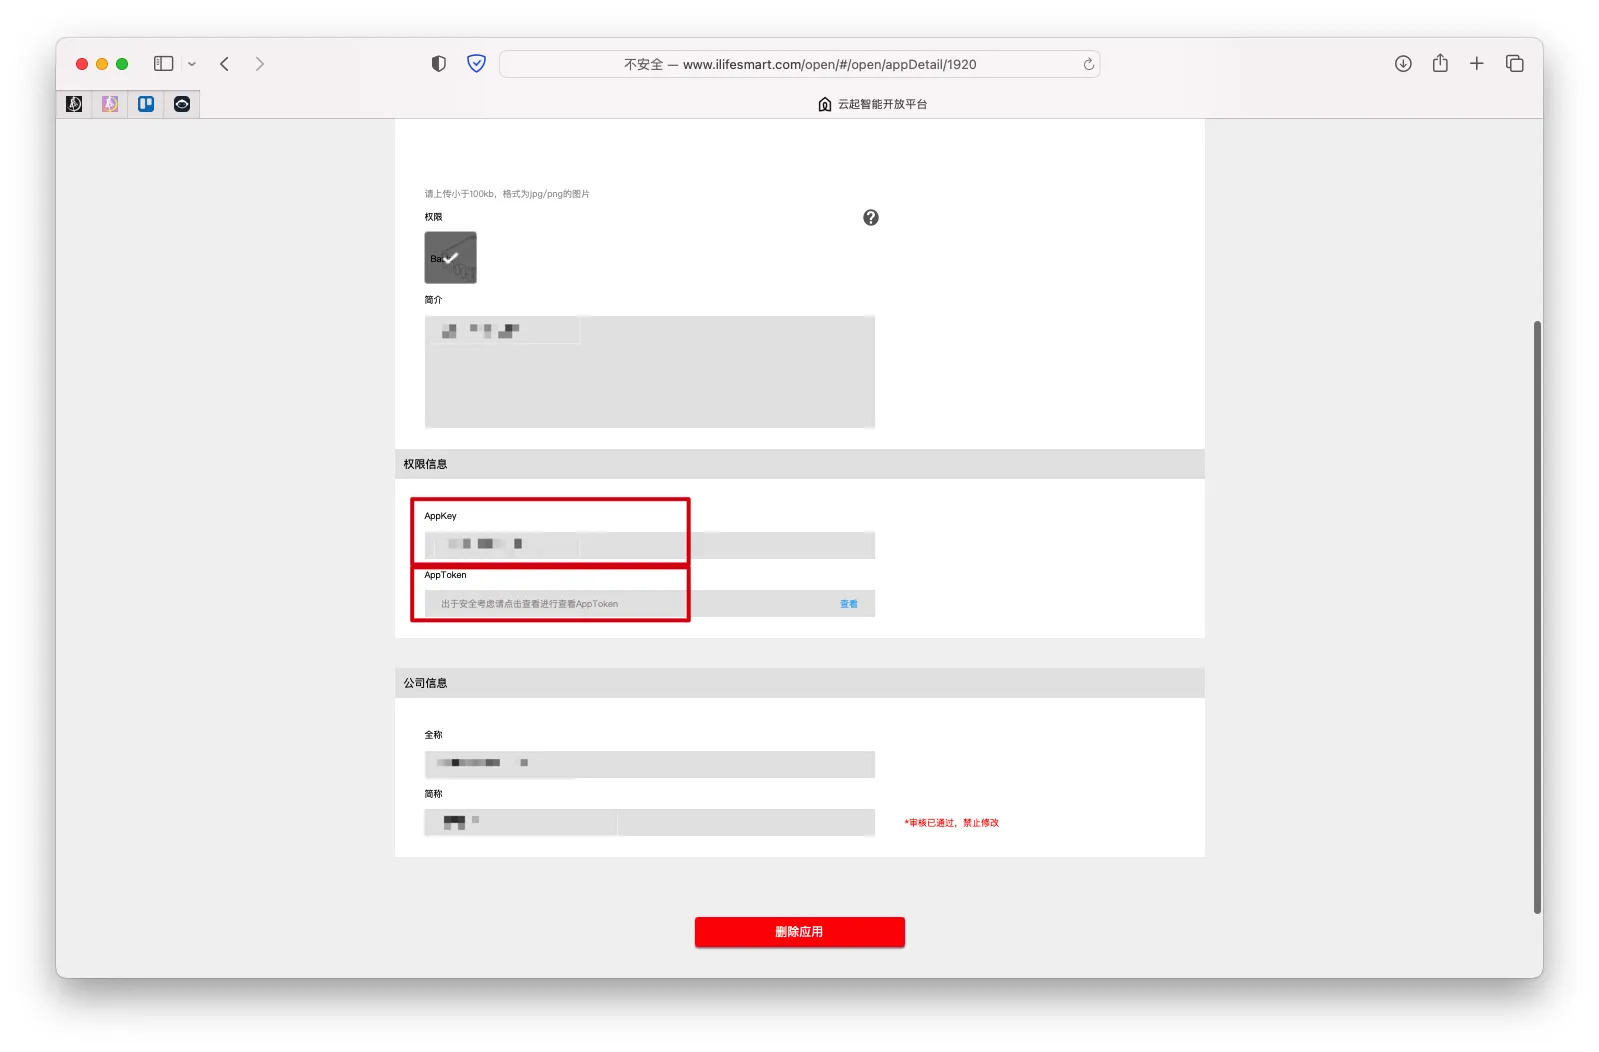 不安全 — www.ilifesmart.com/open/#/open/appDetail/1920
云起智能开放平台
请上传小于100kb，格式为jpg/png的图片
权限
简介
权限信息
AppKey
AppToken
出于安全考虑请点击查看进行查看AppToken 查看
公司信息
全称
简称
*审核已通过，禁止修改
删除应用